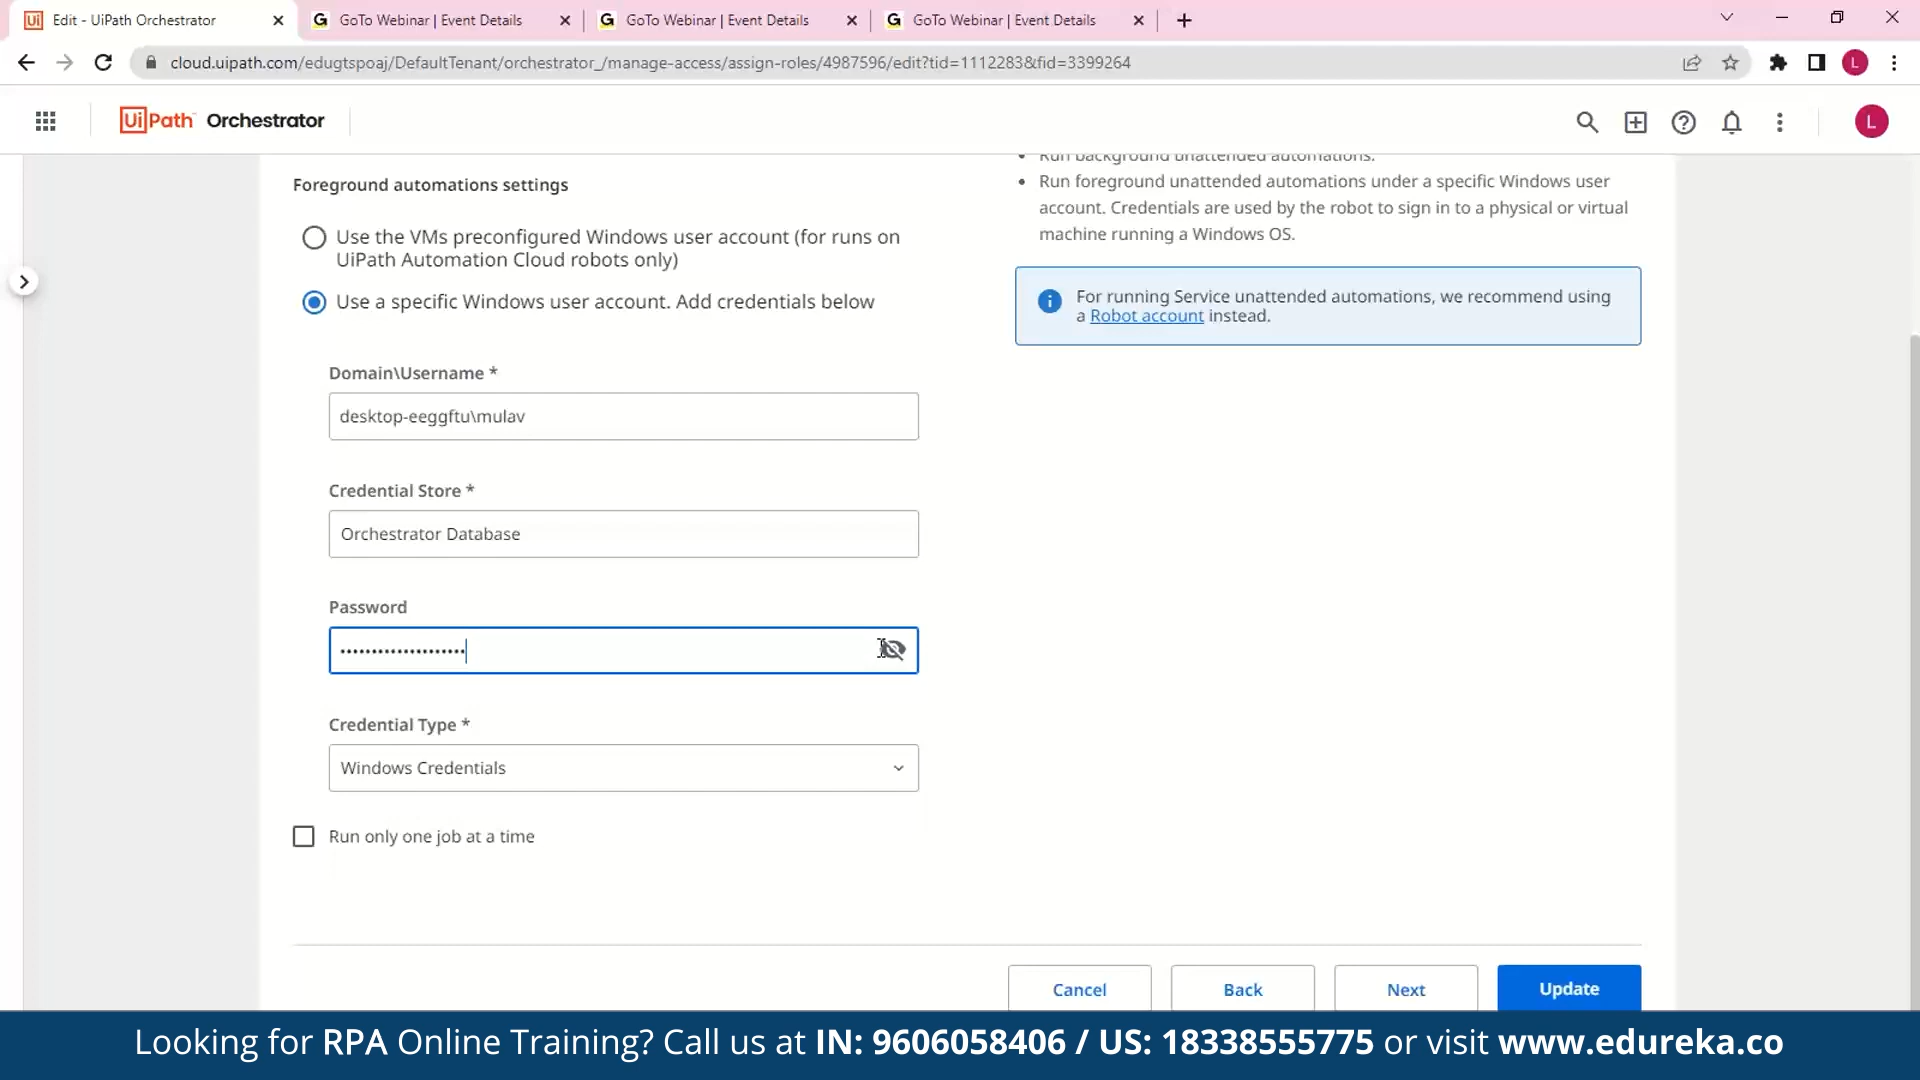 Edit - UiPath Orchestrator
GoTo Webinar | Event Details
GoTo Webinar | Event Details
GoTo Webinar | Event Details
cloud.uipath.com/edugtspoaj/DefaultTenant/orchestrator_/manage-access/assign-roles/4987596/edit?tid=1112283&fid=3399264
L
UiPath Orchestrator
L
Foreground automations settings
Use the VMs preconfigured Windows user account (for runs on
UiPath Automation Cloud robots only)
Use a specific Windows user account. Add credentials below
Domain\Username *
desktop-eeggftu\mulav
Credential Store *
Orchestrator Database
Password
••••••••••••••••••••
Credential Type *
Windows Credentials
Run only one job at a time
• Run background unattended automations.
• Run foreground unattended automations under a specific Windows user
account. Credentials are used by the robot to sign in to a physical or virtual
machine running a Windows OS.
For running Service unattended automations, we recommend using
a Robot account instead.
Cancel
Back
Next
Update
Looking for RPA Online Training? Call us at IN: 9606058406 / US: 18338555775 or visit www.edureka.co